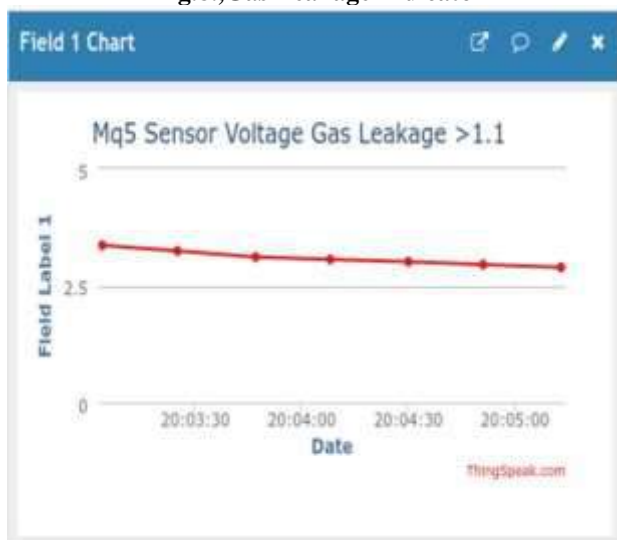 Field 1 Chart
Mq5 Sensor Voltage Gas Leakage >1.1
5
2.5
0
Field Label 1
20:03:30 20:04:00 20:04:30 20:05:00
Date
ThingSpeak.com